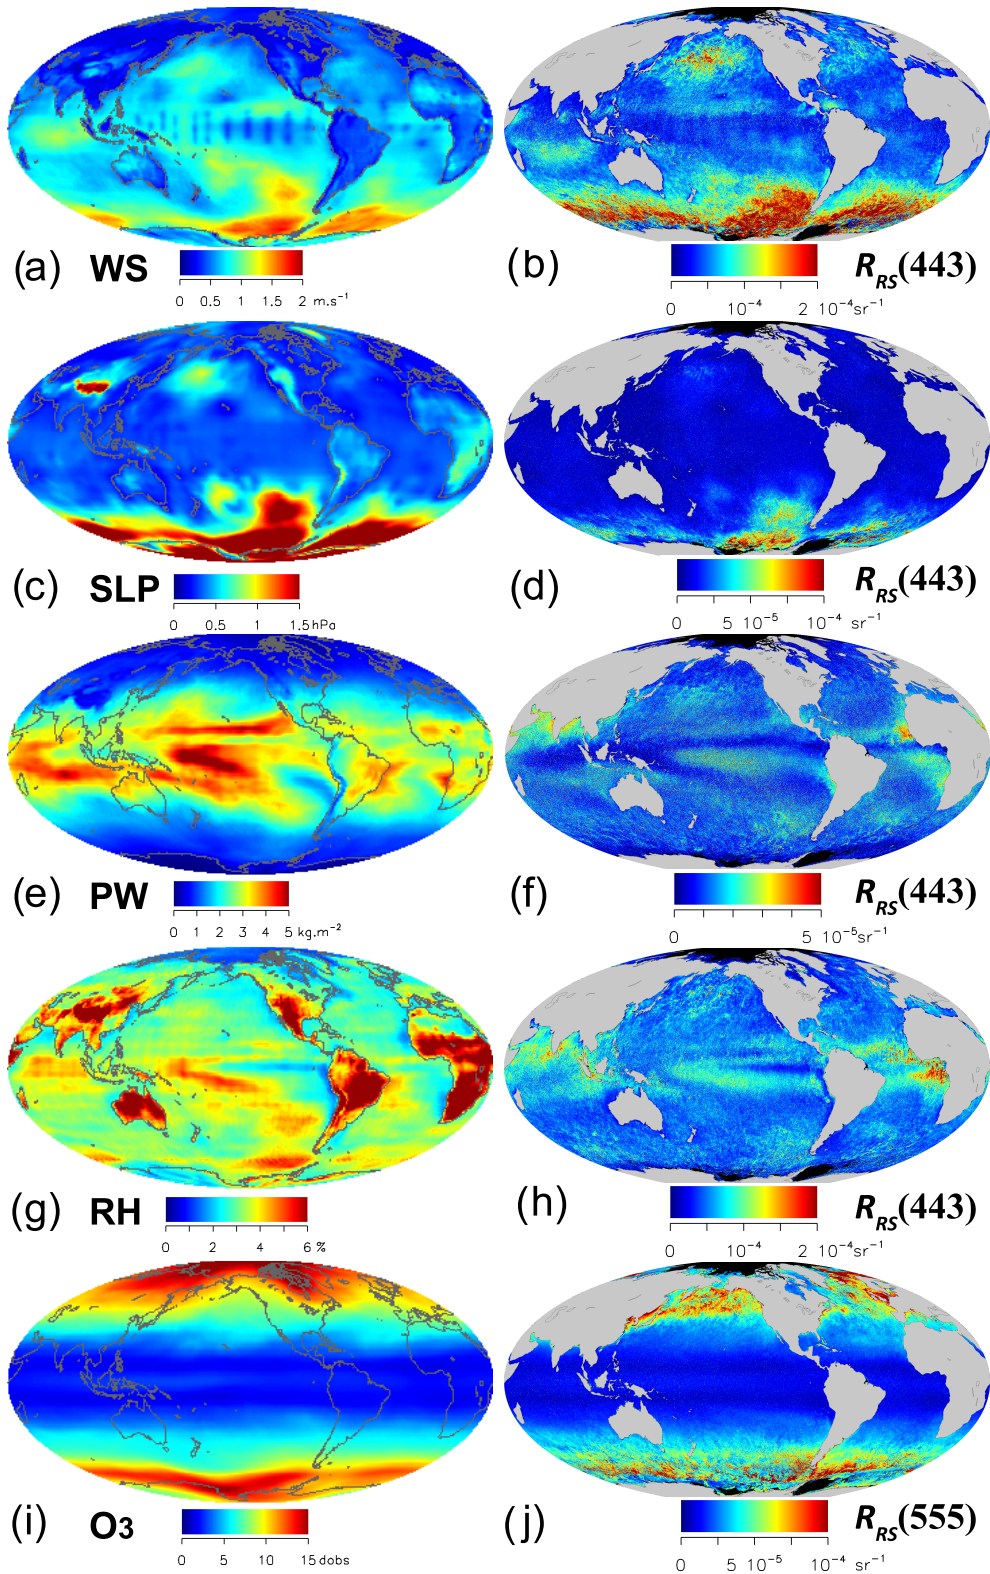 (a) WS
0 0.5 1 1.5 2 m.s⁻¹
(b) R_RS(443)
0 10⁻⁴ 2 10⁻⁴sr⁻¹
(c) SLP
0 0.5 1 1.5hPa
(d) R_RS(443)
0 5 10⁻⁵ 10⁻⁴ sr⁻¹
(e) PW
0 1 2 3 4 5 kg.m⁻²
(f) R_RS(443)
0 5 10⁻⁵sr⁻¹
(g) RH
0 2 4 6 %
(h) R_RS(443)
0 10⁻⁴ 2 10⁻⁴sr⁻¹
(i) O3
0 5 10 15 dobs
(j) R_RS(555)
0 5 10⁻⁵ 10⁻⁴ sr⁻¹